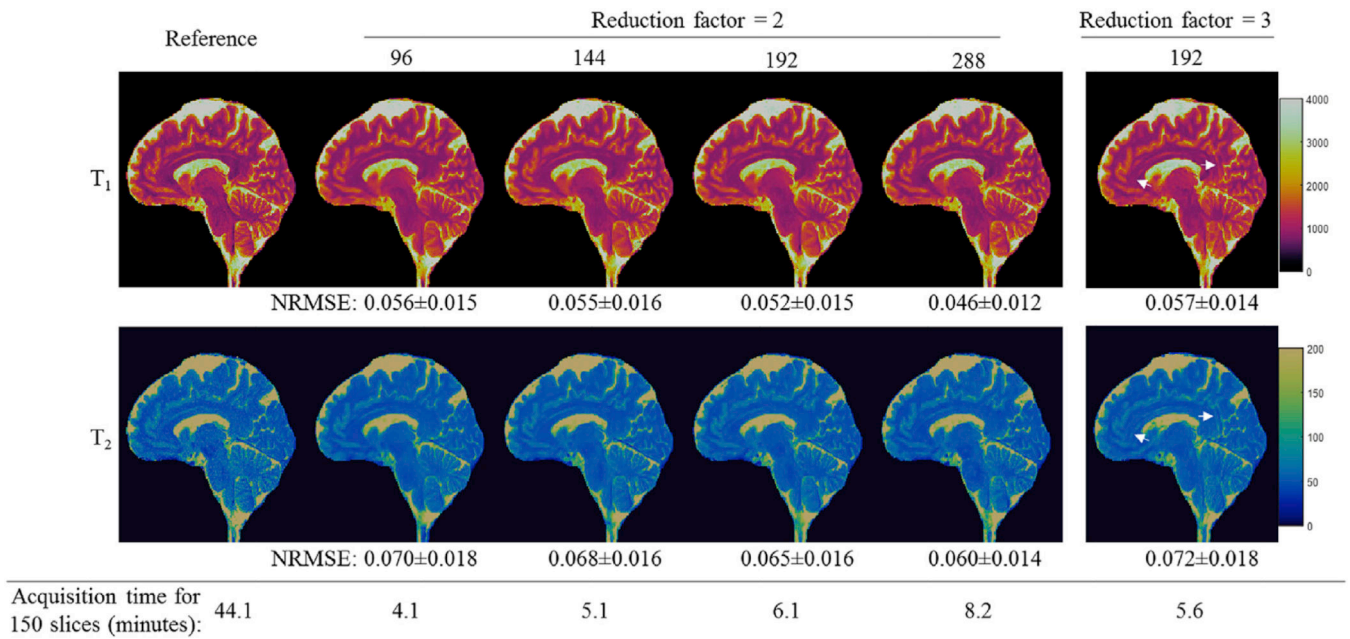 Reference
Reduction factor = 2
Reduction factor = 3
96 144 192 288 192
T1
4000
3000
2000
1000
0
NRMSE: 0.056±0.015 0.055±0.016 0.052±0.015 0.046±0.012 0.057±0.014
T2
200
150
100
50
0
NRMSE: 0.070±0.018 0.068±0.016 0.065±0.016 0.060±0.014 0.072±0.018
Acquisition time for
150 slices (minutes): 44.1 4.1 5.1 6.1 8.2 5.6